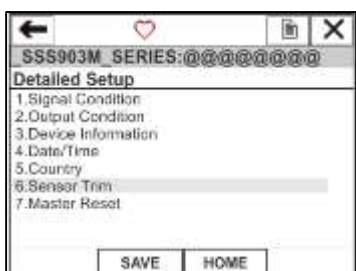 SSS903M_SERIES:@@@@@@@@
Detailed Setup
1.Signal Condition
2.Output Condition
3.Device Information
4.Date/Time
5.Country
6.Sensor Trim
7.Master Reset
SAVE HOME